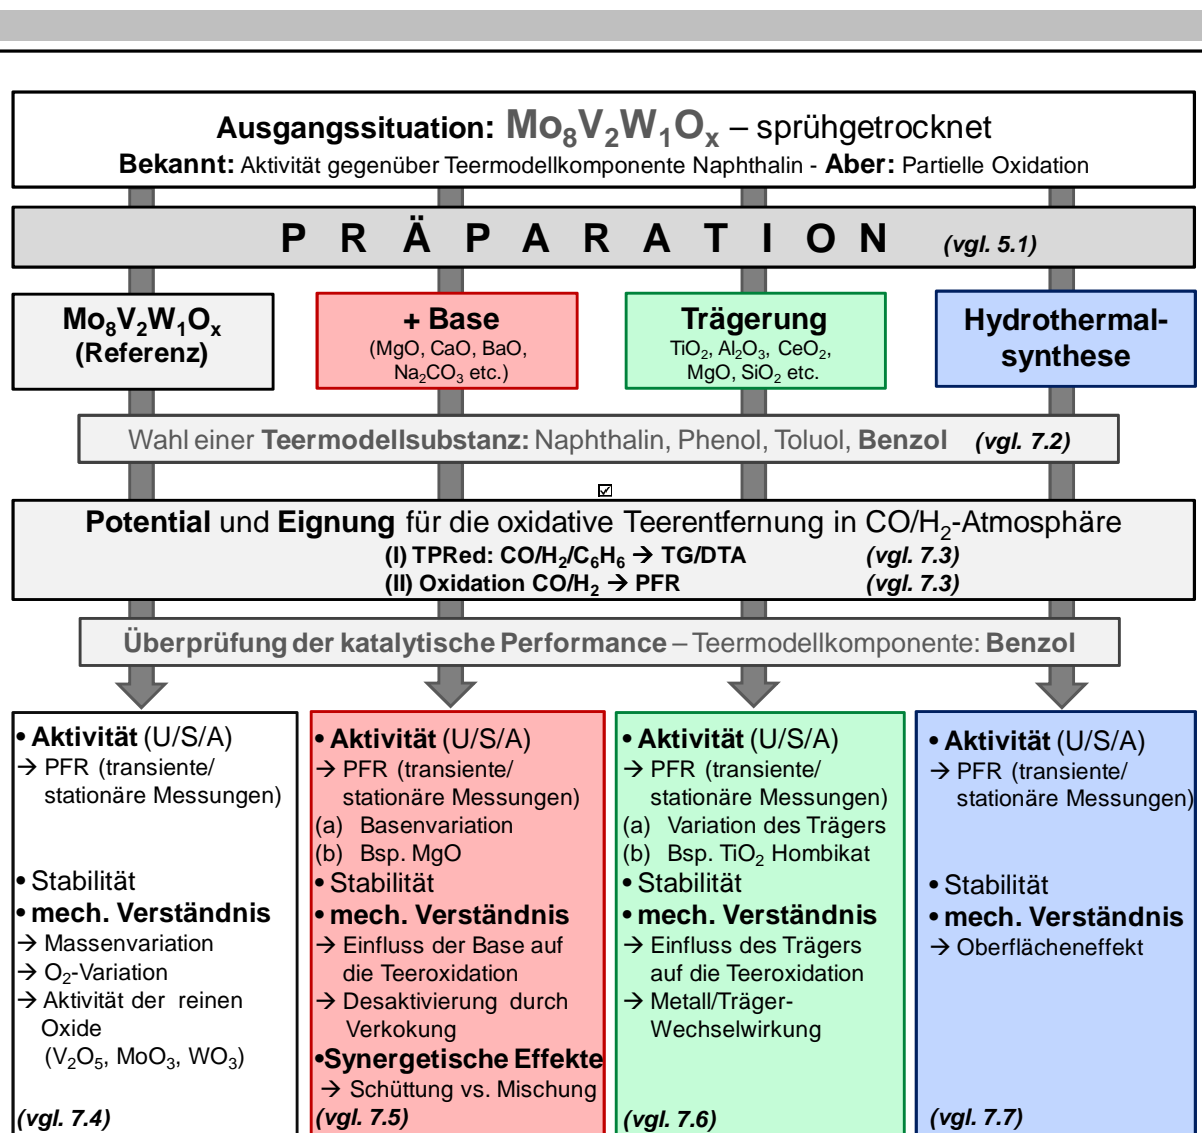 Ausgangssituation: Mo8V2W1Ox – sprühgetrocknet
Bekannt: Aktivität gegenüber Teermodellkomponente Naphthalin - Aber: Partielle Oxidation
PRÄPARATION (vgl. 5.1)
Mo8V2W1Ox
(Referenz)
+ Base
(MgO, CaO, BaO,
Na2CO3 etc.)
Trägerung
TiO2, Al2O3, CeO2,
MgO, SiO2 etc.
Hydrothermal-
synthese
Wahl einer Teermodellsubstanz: Naphthalin, Phenol, Toluol, Benzol (vgl. 7.2)
Potential und Eignung für die oxidative Teerentfernung in CO/H2-Atmosphäre
(I) TPRed: CO/H2/C6H6 → TG/DTA (vgl. 7.3)
(II) Oxidation CO/H2 → PFR (vgl. 7.3)
Überprüfung der katalytische Performance – Teermodellkomponente: Benzol
• Aktivität (U/S/A)
→ PFR (transiente/
stationäre Messungen)
• Stabilität
• mech. Verständnis
→ Massenvariation
→ O2-Variation
→ Aktivität der reinen
Oxide
(V2O5, MoO3, WO3)
(vgl. 7.4)
• Aktivität (U/S/A)
→ PFR (transiente/
stationäre Messungen)
(a) Basenvariation
(b) Bsp. MgO
• Stabilität
• mech. Verständnis
→ Einfluss der Base auf
die Teeroxidation
→ Desaktivierung durch
Verkokung
•Synergetische Effekte
→ Schüttung vs. Mischung
(vgl. 7.5)
• Aktivität (U/S/A)
→ PFR (transiente/
stationäre Messungen)
(a) Variation des Trägers
(b) Bsp. TiO2 Hombikat
• Stabilität
• mech. Verständnis
→ Einfluss des Trägers
auf die Teeroxidation
→ Metall/Träger-
Wechselwirkung
(vgl. 7.6)
• Aktivität (U/S/A)
→ PFR (transiente/
stationäre Messungen)
• Stabilität
• mech. Verständnis
→ Oberflächeneffekt
(vgl. 7.7)